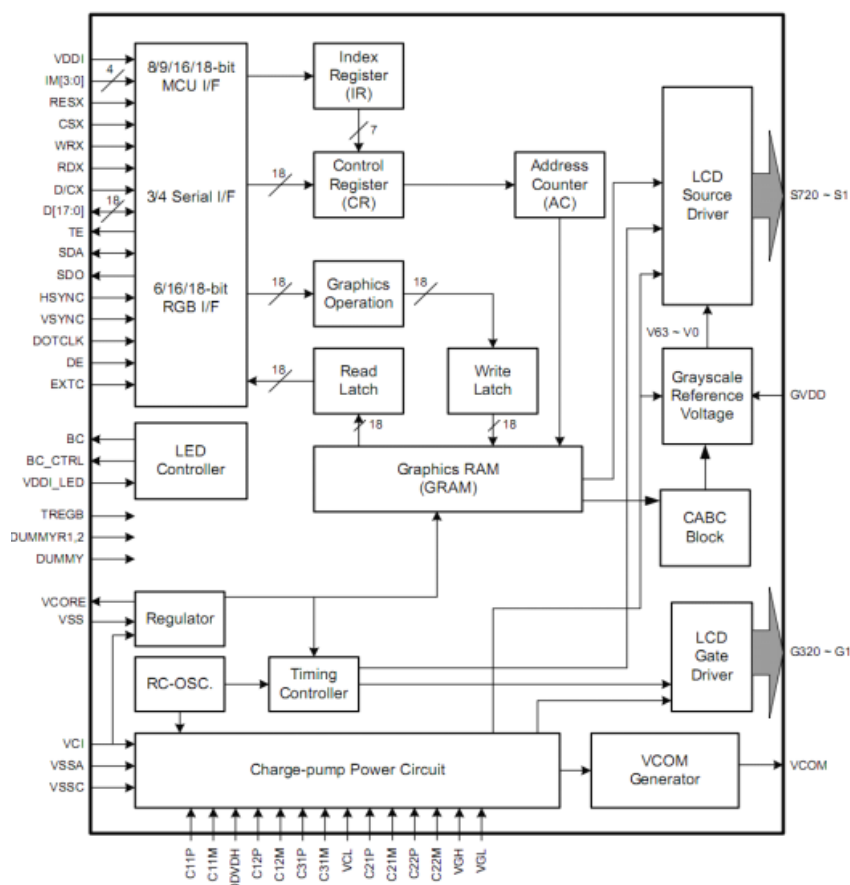 VDDI
IM[3:0]
4
RESX
CSX
WRX
RDX
D/CX
D[17:0]
18
TE
SDA
SDO
HSYNC
VSYNC
DOTCLK
DE
EXTC
BC
BC_CTRL
VDDI_LED
TREGB
DUMMYR1,2
DUMMY
VCORE
VSS
VCI
VSSA
VSSC
8/9/16/18-bit
MCU I/F
3/4 Serial I/F
6/16/18-bit
RGB I/F
Index
Register
(IR)
7
18
Control
Register
(CR)
Address
Counter
(AC)
18
Graphics
Operation
18
18
Read
Latch
Write
Latch
18
18
Graphics RAM
(GRAM)
LED
Controller
Regulator
RC-OSC.
Timing
Controller
Charge-pump Power Circuit
LCD
Source
Driver
S720 ~ S1
V63 ~ V0
Grayscale
Reference
Voltage
GVDD
CABC
Block
LCD
Gate
Driver
G320 ~ G1
VCOM
Generator
VCOM
C11P
C11M
DDVDH
C12P
C12M
C31P
C31M
VCL
C21P
C21M
C22P
C22M
VGH
VGL